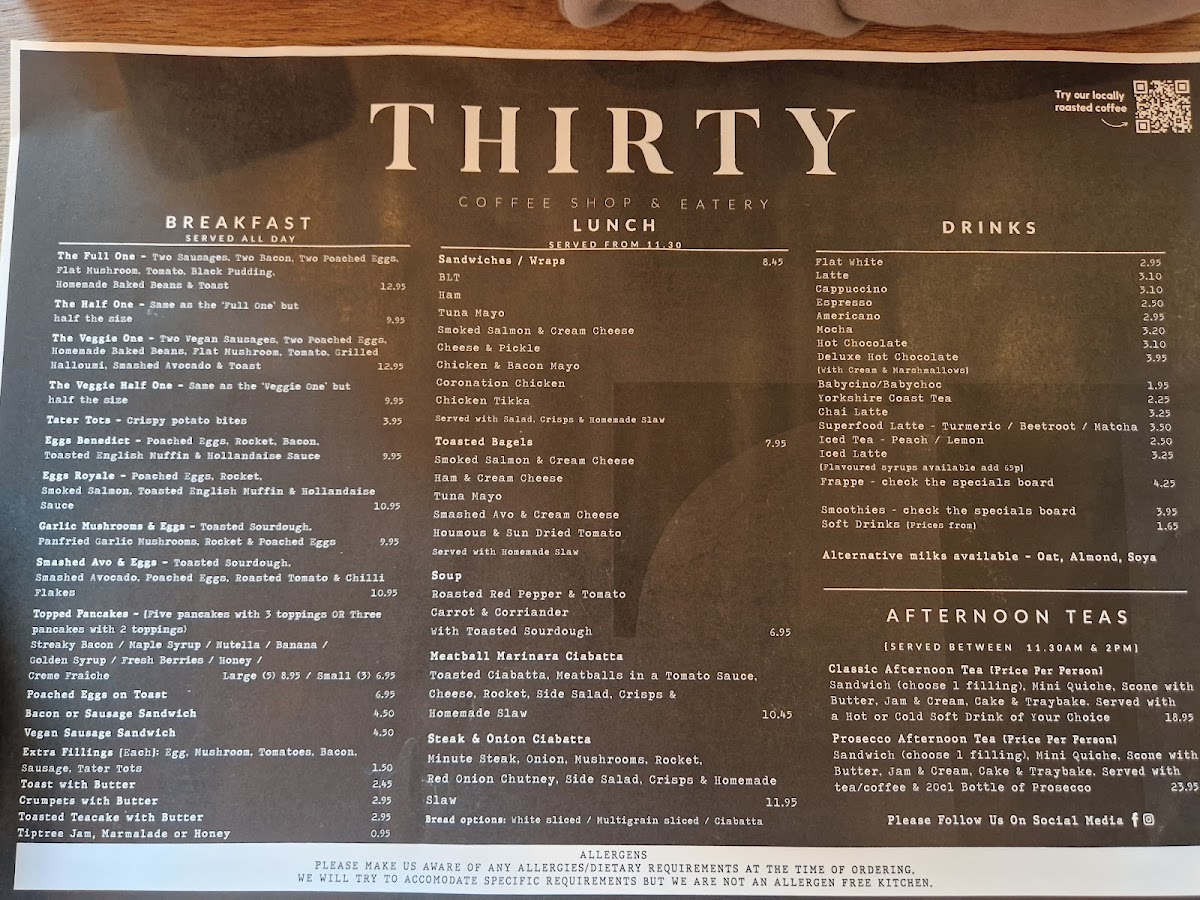 Try our locally
roasted coffee
THIRTY
COFFEE SHOP & EATERY
BREAKFAST
SERVED ALL DAY
The Full One - Two Sausages, Two Bacon, Two Poached Eggs,
Flat Mushroom, Tomato, Black Pudding,
Homemade Baked Beans & Toast 12.95
The Half One - Same as the 'Full One' but
half the size 9.95
The Veggie One - Two Vegan Sausages, Two Poached Eggs,
Homemade Baked Beans, Flat Mushroom, Tomato, Grilled
Halloumi, Smashed Avocado & Toast 12.95
The Veggie Half One - Same as the 'Veggie One' but
half the size 9.95
Tater Tots - Crispy potato bites 3.95
Eggs Benedict - Poached Eggs, Rocket, Bacon,
Toasted English Muffin & Hollandaise Sauce 9.95
Eggs Royale - Poached Eggs, Rocket,
Smoked Salmon, Toasted English Muffin & Hollandaise
Sauce 10.95
Garlic Mushrooms & Eggs - Toasted Sourdough,
Panfried Garlic Mushrooms, Rocket & Poached Eggs 9.95
Smashed Avo & Eggs - Toasted Sourdough,
Smashed Avocado, Poached Eggs, Roasted Tomato & Chilli
Flakes 10.95
Topped Pancakes - (Five pancakes with 3 toppings OR Three
pancakes with 2 toppings)
Streaky Bacon / Maple Syrup / Nutella / Banana /
Golden Syrup / Fresh Berries / Honey /
Creme Fraîche Large (5) 8.95 / Small (3) 6.95
Poached Eggs on Toast 6.95
Bacon or Sausage Sandwich 4.50
Vegan Sausage Sandwich 4.50
Extra Fillings (Each): Egg, Mushroom, Tomatoes, Bacon,
Sausage, Tater Tots 1.50
Toast with Butter 2.45
Crumpets with Butter 2.95
Toasted Teacake with Butter 2.95
Tiptree Jam, Marmalade or Honey 0.95
LUNCH
SERVED FROM 11.30
Sandwiches / Wraps 8.45
BLT
Ham
Tuna Mayo
Smoked Salmon & Cream Cheese
Cheese & Pickle
Chicken & Bacon Mayo
Coronation Chicken
Chicken Tikka
Served with Salad, Crisps & Homemade Slaw
Toasted Bagels 7.95
Smoked Salmon & Cream Cheese
Ham & Cream Cheese
Tuna Mayo
Smashed Avo & Cream Cheese
Houmous & Sun Dried Tomato
Served with Homemade Slaw
Soup
Roasted Red Pepper & Tomato
Carrot & Corriander
With Toasted Sourdough 6.95
Meatball Marinara Ciabatta
Toasted Ciabatta, Meatballs in a Tomato Sauce,
Cheese, Rocket, Side Salad, Crisps &
Homemade Slaw 10.45
Steak & Onion Ciabatta
Minute Steak, Onion, Mushrooms, Rocket,
Red Onion Chutney, Side Salad, Crisps & Homemade
Slaw 11.95
Bread options: White sliced / Multigrain sliced / Ciabatta
DRINKS
Flat White 2.95
Latte 3.10
Cappuccino 3.10
Espresso 2.50
Americano 2.95
Mocha 3.20
Hot Chocolate 3.10
Deluxe Hot Chocolate 3.95
(With Cream & Marshmallows)
Babycino/Babychoc 1.95
Yorkshire Coast Tea 2.25
Chai Latte 3.25
Superfood Latte - Turmeric / Beetroot / Matcha 3.50
Iced Tea - Peach / Lemon 2.50
Iced Latte 3.25
(Flavoured syrups available add 65p)
Frappe - check the specials board 4.25
Smoothies - check the specials board 3.95
Soft Drinks (Prices from) 1.65
Alternative milks available - Oat, Almond, Soya
AFTERNOON TEAS
(SERVED BETWEEN 11.30AM & 2PM)
Classic Afternoon Tea (Price Per Person)
Sandwich (choose 1 filling), Mini Quiche, Scone with
Butter, Jam & Cream, Cake & Traybake. Served with
a Hot or Cold Soft Drink of Your Choice 18.95
Prosecco Afternoon Tea (Price Per Person)
Sandwich (choose 1 filling), Mini Quiche, Scone with
Butter, Jam & Cream, Cake & Traybake. Served with
tea/coffee & 20cl Bottle of Prosecco 23.95
Please Follow Us On Social Media
ALLERGENS
PLEASE MAKE US AWARE OF ANY ALLERGIES/DIETARY REQUIREMENTS AT THE TIME OF ORDERING.
WE WILL TRY TO ACCOMODATE SPECIFIC REQUIREMENTS BUT WE ARE NOT AN ALLERGEN FREE KITCHEN.